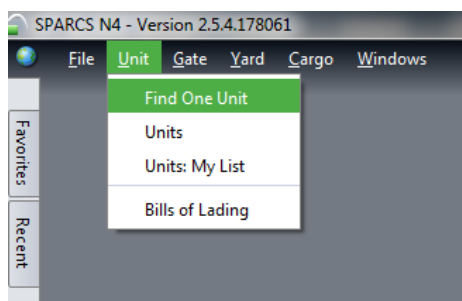 SPARCS N4 - Version 2.5.4.178061
File Unit Gate Yard Cargo Windows
Find One Unit
Units
Units: My List
Bills of Lading
Favorites
Recent